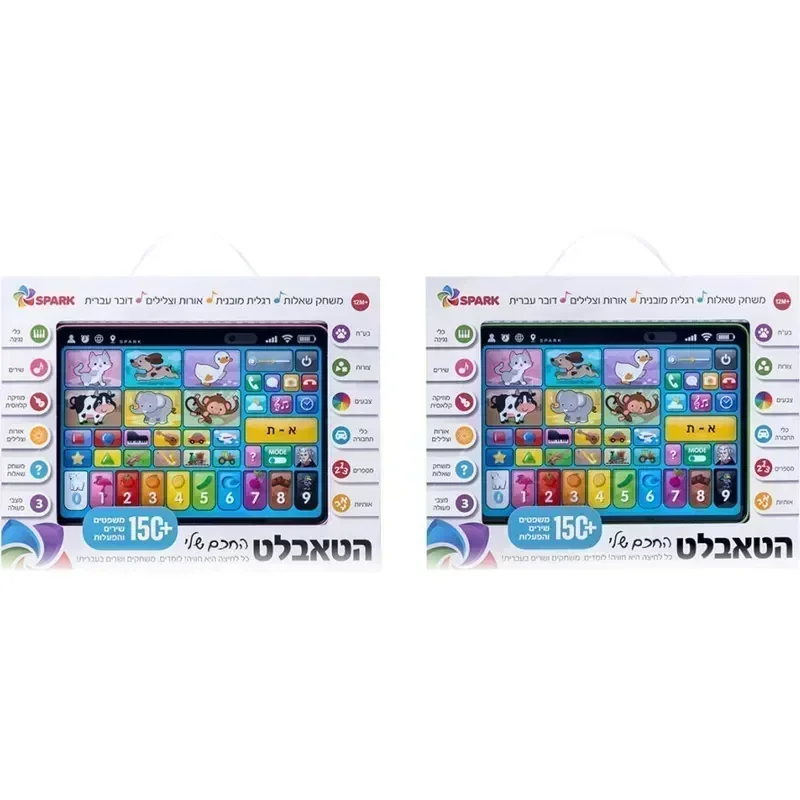 SPARK
משחק שאלות רגלית מובנית אורות וצלילים דובר עברית
12M+
כלי נגינה
שירים
מוזיקה קלאסית
אורות וצלילים
משחק שאלות
3 מצבי פעולה
בע"ח
צורות
צבעים
כלי תחבורה
מספרים
אותיות
SPARK
א - ת
?
MODE
0 1 2 3 4 5 6 7 8 9
150+ משפטים שירים והפעלות
הטאבלט החכם שלי
כל לחיצה היא חוויה! לומדים, משחקים ושרים בעברית!
SPARK
משחק שאלות רגלית מובנית אורות וצלילים דובר עברית
12M+
כלי נגינה
שירים
מוזיקה קלאסית
אורות וצלילים
משחק שאלות
3 מצבי פעולה
בע"ח
צורות
צבעים
כלי תחבורה
מספרים
אותיות
SPARK
א - ת
?
MODE
0 1 2 3 4 5 6 7 8 9
150+ משפטים שירים והפעלות
הטאבלט החכם שלי
כל לחיצה היא חוויה! לומדים, משחקים ושרים בעברית!